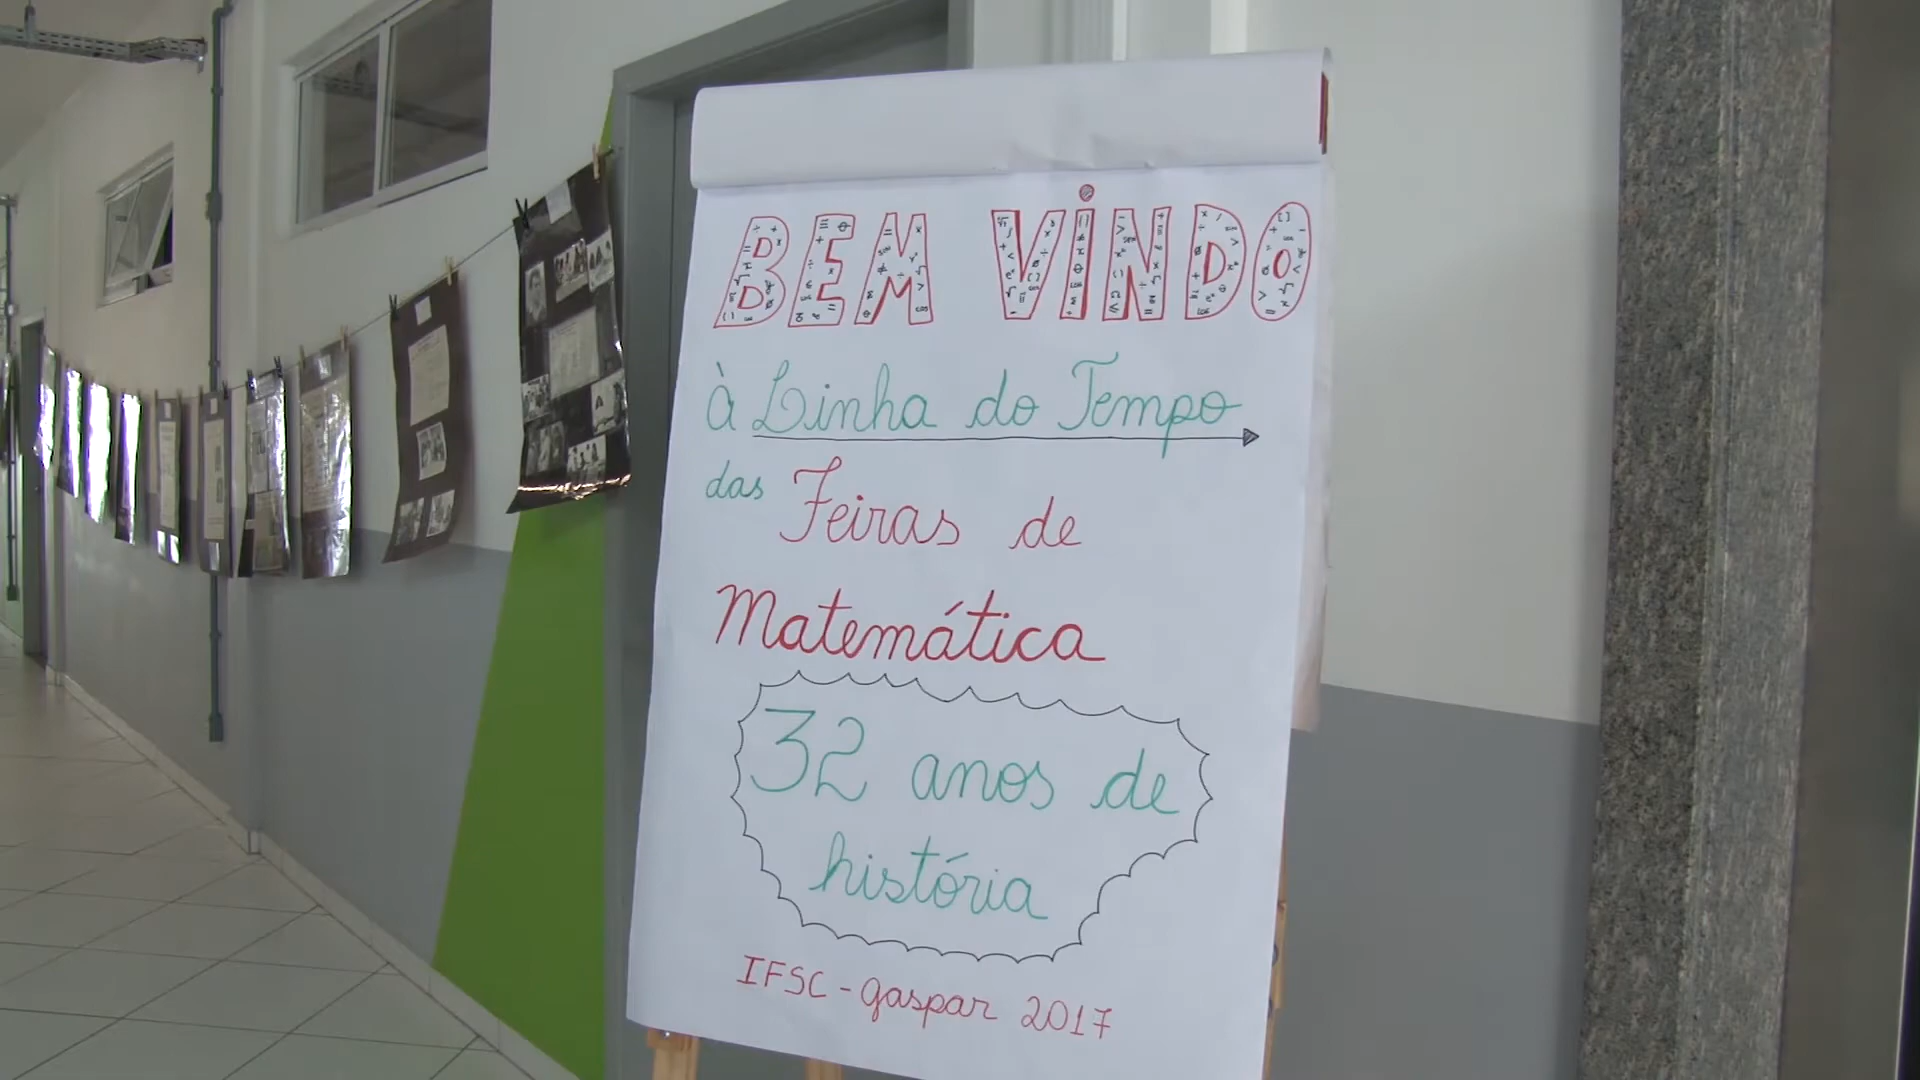 BEM VINDO
à Linha do Tempo
das Feiras de
Matemática
32 anos de
história
IFSC - gaspar 2017